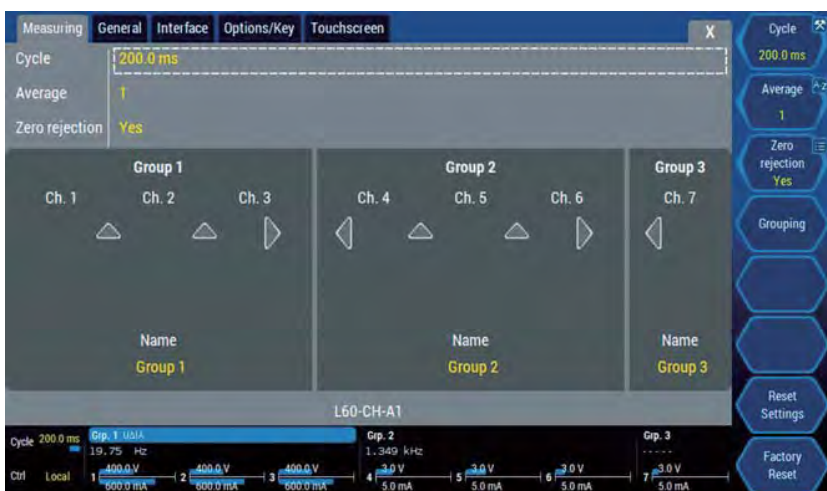 Measuring General Interface Options/Key Touchscreen X
Cycle 200.0 ms
Average 1
Zero rejection Yes
Group 1 Group 2 Group 3
Ch. 1 Ch. 2 Ch. 3 Ch. 4 Ch. 5 Ch. 6 Ch. 7
Name Name Name
Group 1 Group 2 Group 3
L60-CH-A1
Cycle 200.0 ms Grp. 1 UΔIΛ Grp. 2 Grp. 3
19.75 Hz 1.349 kHz -----
Ctrl Local
1 400.0 V 2 400.0 V 3 400.0 V 4 3.0 V 5 3.0 V 6 3.0 V 7 3.0 V
600.0 mA 600.0 mA 600.0 mA 5.0 mA 5.0 mA 5.0 mA 5.0 mA
Cycle
200.0 ms
Average A-z
1
Zero
rejection
Yes
Grouping
Reset
Settings
Factory
Reset